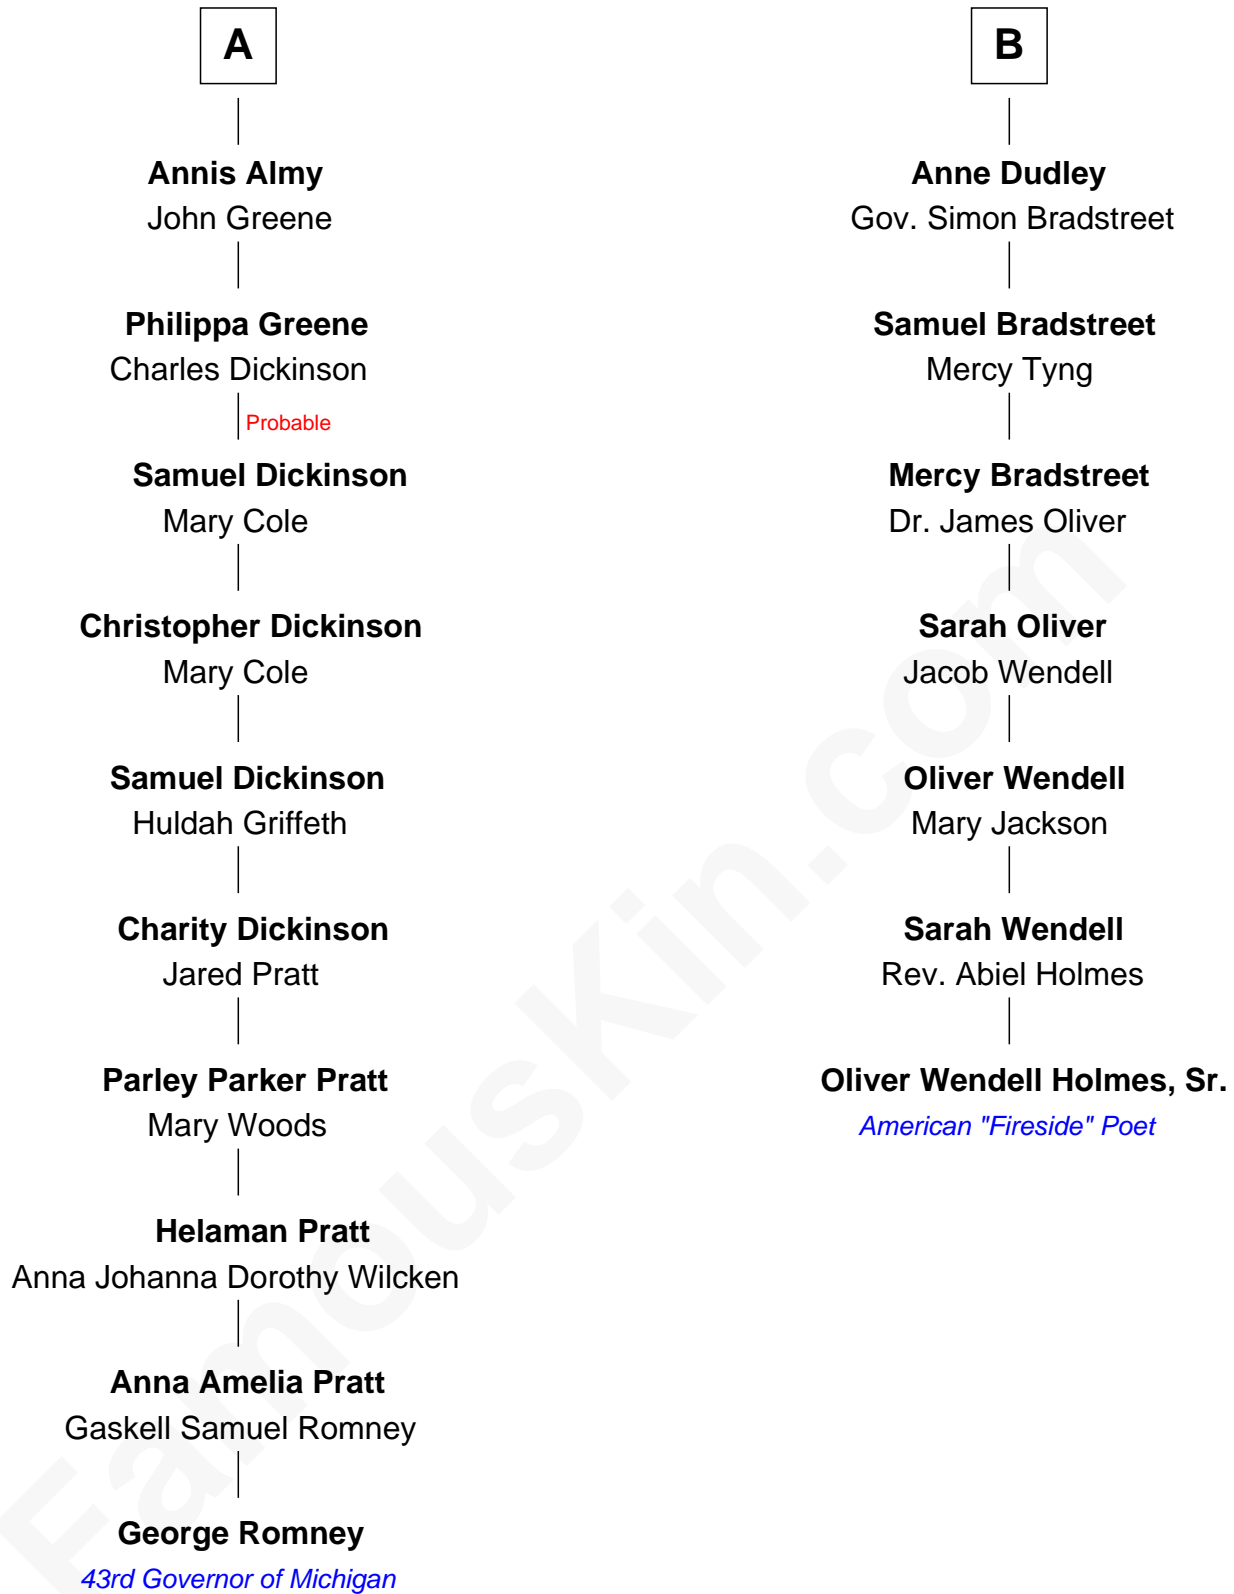 A
Annis Almy
John Greene
Philippa Greene
Charles Dickinson
Probable
Samuel Dickinson
Mary Cole
Christopher Dickinson
Mary Cole
Samuel Dickinson
Huldah Griffeth
Charity Dickinson
Jared Pratt
Parley Parker Pratt
Mary Woods
Helaman Pratt
Anna Johanna Dorothy Wilcken
Anna Amelia Pratt
Gaskell Samuel Romney
George Romney
43rd Governor of Michigan
B
Anne Dudley
Gov. Simon Bradstreet
Samuel Bradstreet
Mercy Tyng
Mercy Bradstreet
Dr. James Oliver
Sarah Oliver
Jacob Wendell
Oliver Wendell
Mary Jackson
Sarah Wendell
Rev. Abiel Holmes
Oliver Wendell Holmes, Sr.
American "Fireside" Poet
FamousKin.com